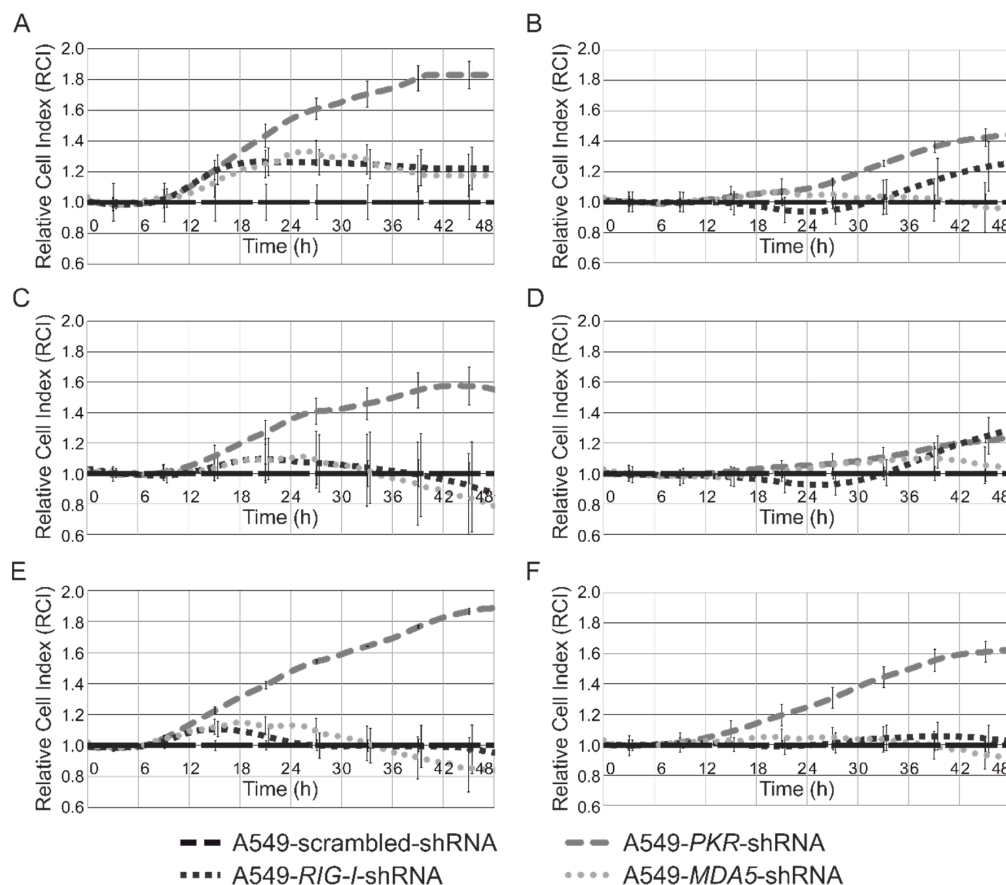 A
Relative Cell Index (RCI)
2.0
1.8
1.6
1.4
1.2
1.0
0.8
0.6
0 6 12 18 24 30 36 42 48
Time (h)
B
Relative Cell Index (RCI)
2.0
1.8
1.6
1.4
1.2
1.0
0.8
0.6
0 6 12 18 24 30 36 42 48
Time (h)
C
Relative Cell Index (RCI)
2.0
1.8
1.6
1.4
1.2
1.0
0.8
0.6
0 6 12 18 24 30 36 42 48
Time (h)
D
Relative Cell Index (RCI)
2.0
1.8
1.6
1.4
1.2
1.0
0.8
0.6
0 6 12 18 24 30 36 42 48
Time (h)
E
Relative Cell Index (RCI)
2.0
1.8
1.6
1.4
1.2
1.0
0.8
0.6
0 6 12 18 24 30 36 42 48
Time (h)
F
Relative Cell Index (RCI)
2.0
1.8
1.6
1.4
1.2
1.0
0.8
0.6
0 6 12 18 24 30 36 42 48
Time (h)
A549-scrambled-shRNA
A549-PKR-shRNA
A549-RIG-I-shRNA
A549-MDA5-shRNA